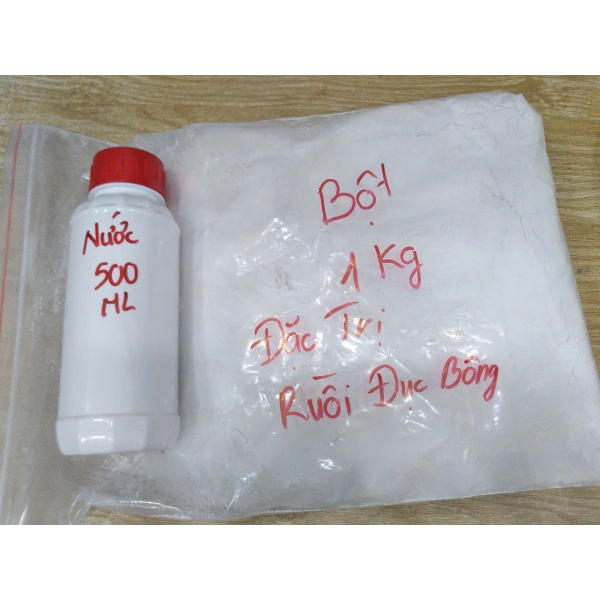 Nước
500
ML
Bột
1 Kg
Đặc Trị
Ruồi Đục Bông